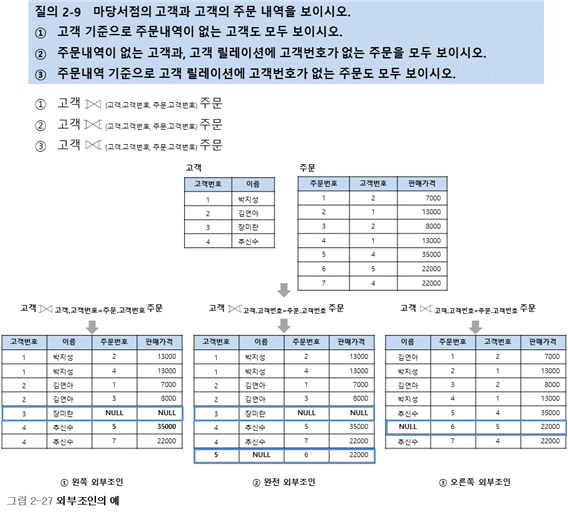 질의 2-9 마당서점의 고객과 고객의 주문 내역을 보이시오.
① 고객 기준으로 주문내역이 없는 고객도 모두 보이시오.
② 주문내역이 없는 고객과, 고객 릴레이션에 고객번호가 없는 주문을 모두 보이시오.
③ 주문내역 기준으로 고객 릴레이션에 고객번호가 없는 주문도 모두 보이시오.
① 고객 ⟕ (고객.고객번호, 주문.고객번호) 주문
② 고객 ⟗ (고객.고객번호, 주문.고객번호) 주문
③ 고객 ⟖ (고객.고객번호, 주문.고객번호) 주문
고객
고객번호 이름
1 박지성
2 김연아
3 장미란
4 추신수
주문
주문번호 고객번호 판매가격
1 2 7000
2 1 13000
3 2 8000
4 1 13000
5 4 35000
6 5 22000
7 4 22000
고객 ⟕ 고객.고객번호=주문.고객번호 주문
고객번호 이름 주문번호 판매가격
1 박지성 2 13000
1 박지성 4 13000
2 김연아 1 7000
2 김연아 3 8000
3 장미란 NULL NULL
4 추신수 5 35000
4 추신수 7 22000
① 왼쪽 외부조인
고객 ⟗ 고객.고객번호=주문.고객번호 주문
고객번호 이름 주문번호 판매가격
1 박지성 2 13000
1 박지성 4 13000
2 김연아 1 7000
2 김연아 3 8000
3 장미란 NULL NULL
4 추신수 5 35000
4 추신수 7 22000
5 NULL 6 22000
② 완전 외부조인
고객 ⟖ 고객.고객번호=주문.고객번호 주문
이름 주문번호 고객번호 판매가격
김연아 1 2 7000
박지성 2 1 13000
김연아 3 2 8000
박지성 4 1 13000
추신수 5 4 35000
NULL 6 5 22000
추신수 7 4 22000
③ 오른쪽 외부조인
그림 2-27 외부조인의 예